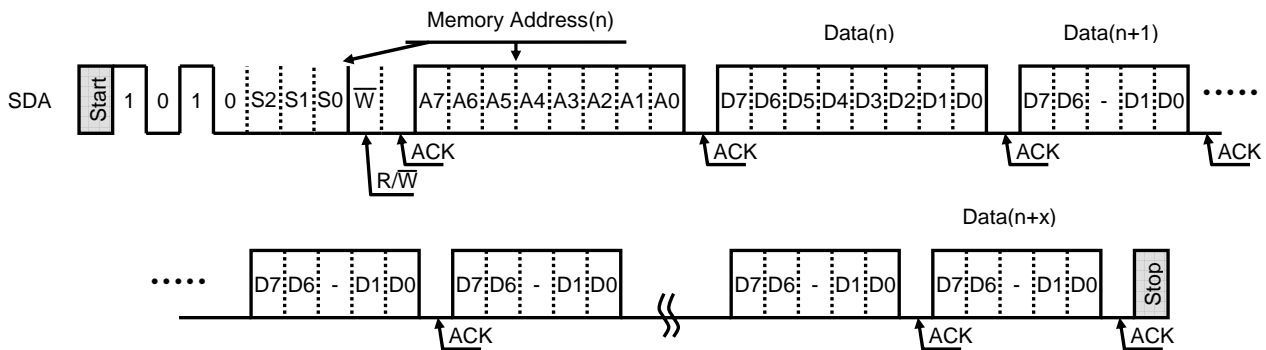 Memory Address(n)
Data(n) Data(n+1)
SDA Start 1 0 1 0 S2 S1 S0 W̅ A7 A6 A5 A4 A3 A2 A1 A0 D7 D6 D5 D4 D3 D2 D1 D0 D7 D6 - D1 D0 •••••
ACK ACK ACK ACK
R/W̅
Data(n+x)
••••• D7 D6 - D1 D0 D7 D6 - D1 D0 D7 D6 - D1 D0 D7 D6 - D1 D0 Stop
ACK ACK ACK